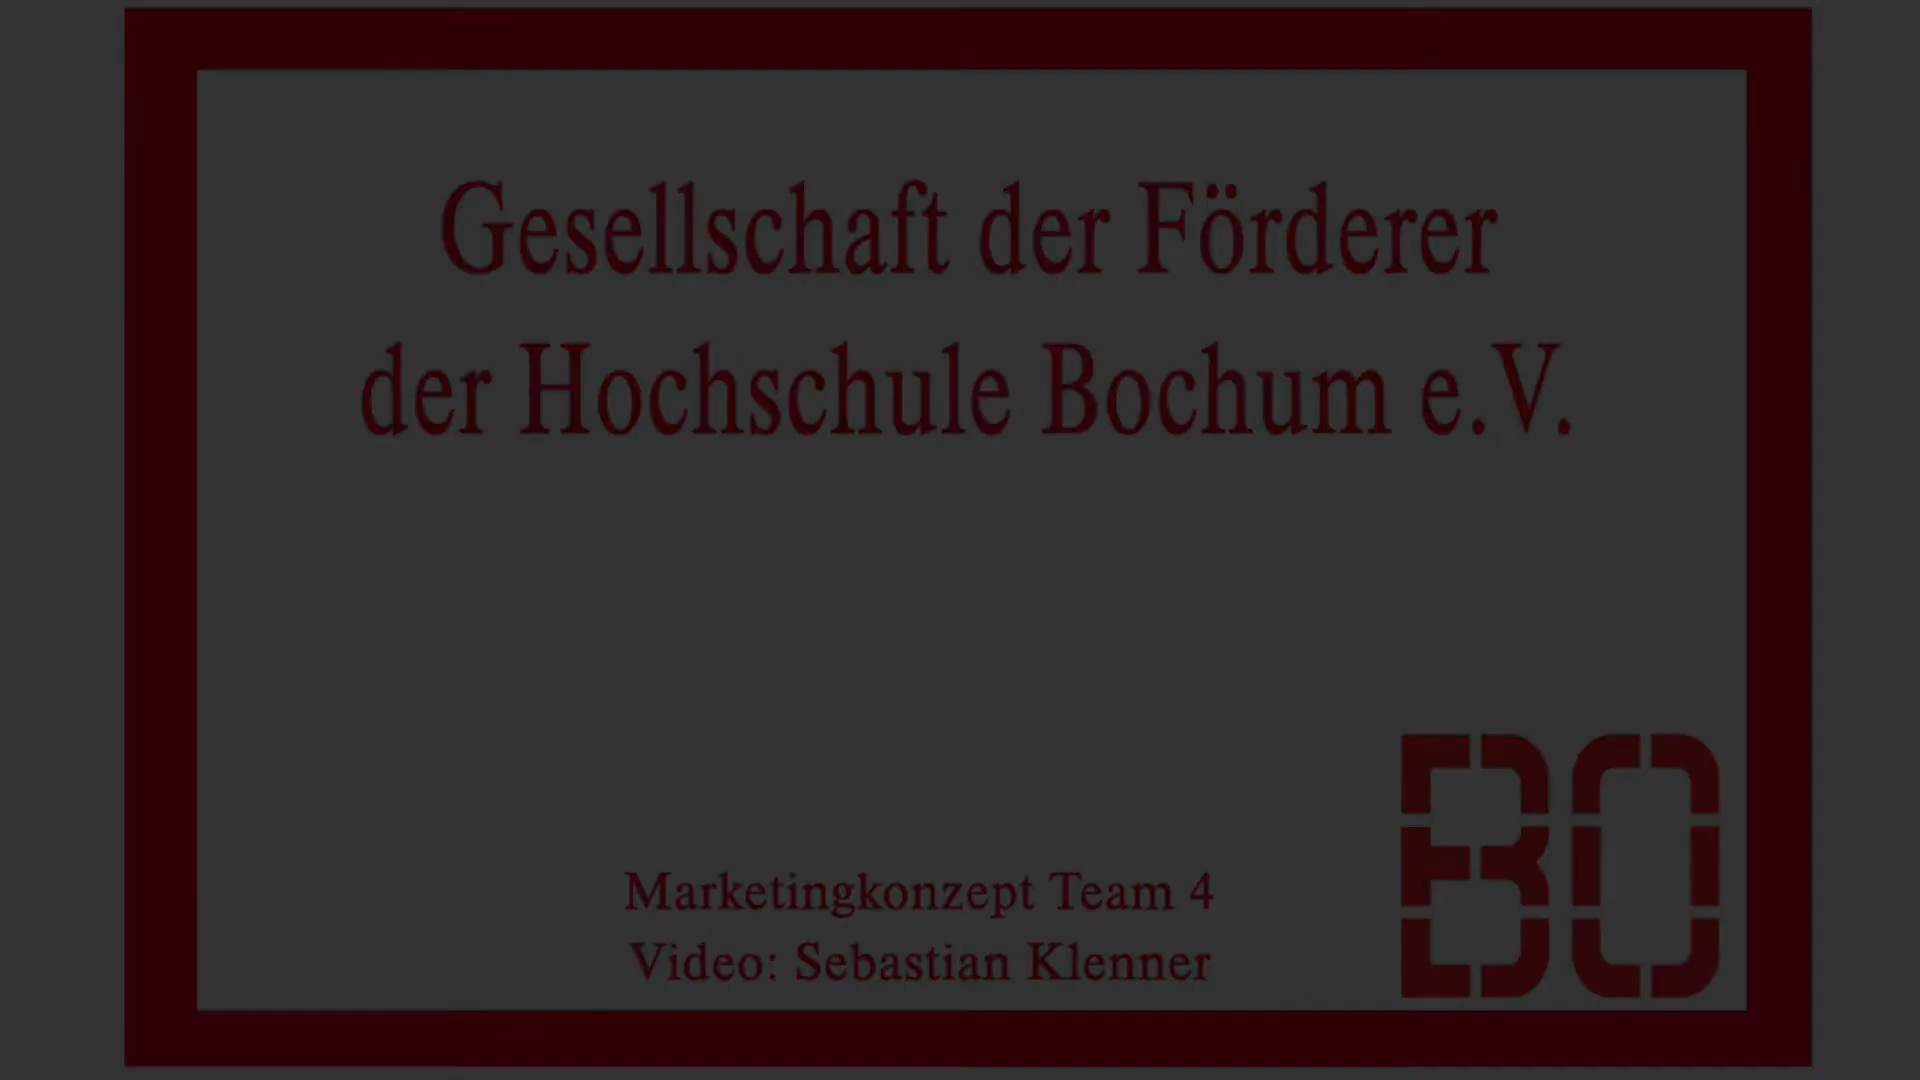 Gesellschaft der Förderer
der Hochschule Bochum e.V.
Marketingkonzept Team 4
Video: Sebastian Klenner
BO